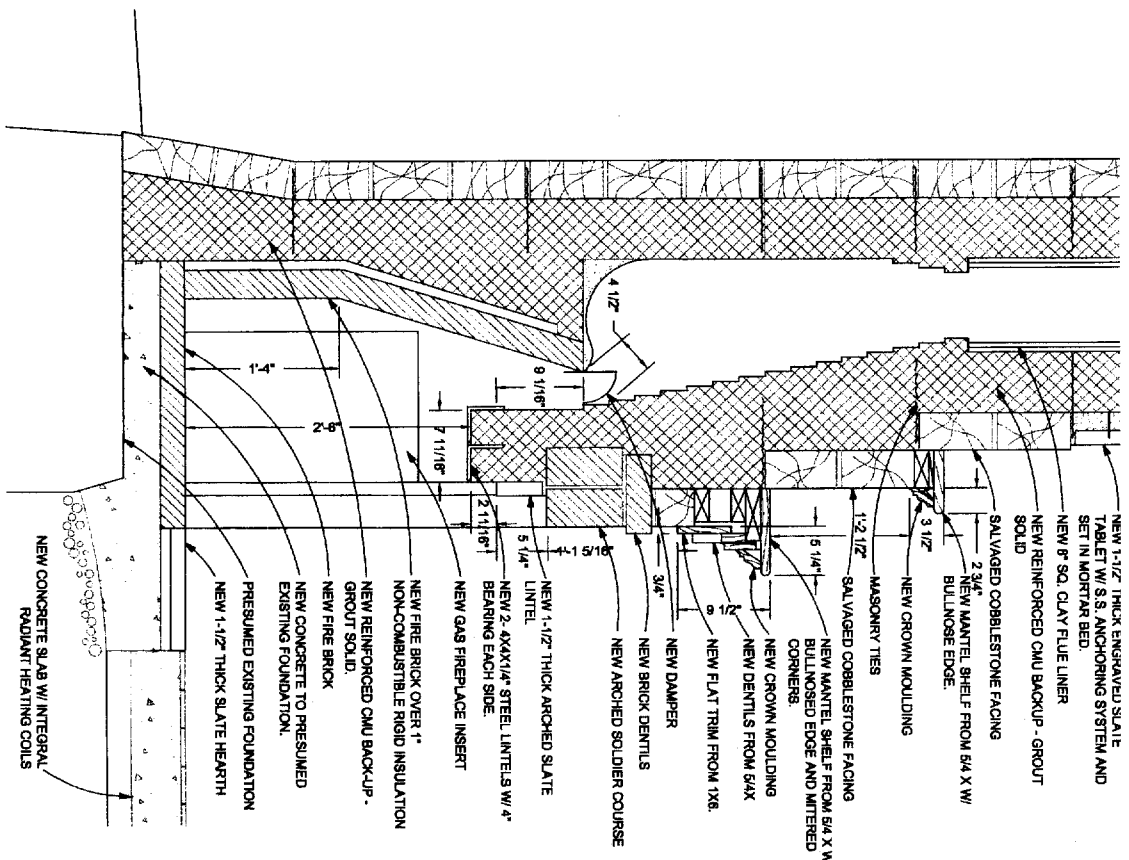 NEW 1-1/2" THICK ENGRAVED SLATE
TABLET W/ S.S. ANCHORING SYSTEM AND
SET IN MORTAR BED.
NEW 8" SQ. CLAY FLUE LINER
NEW REINFORCED CMU BACKUP - GROUT
SOLID
SALVAGED COBBLESTONE FACING
2 3/4"
NEW MANTEL SHELF FROM 5/4 X W/
BULLNOSE EDGE.
3 1/2"
NEW CROWN MOULDING
MASONRY TIES
1'-2 1/2"
SALVAGED COBBLESTONE FACING
5 1/4"
NEW MANTEL SHELF FROM 5/4 X W/
BULLNOSED EDGE AND MITERED
CORNERS.
NEW CROWN MOULDING
NEW DENTILS FROM 5/4X
9 1/2"
NEW FLAT TRIM FROM 1X6.
3/4"
4 1/2"
NEW DAMPER
NEW BRICK DENTILS
1'-1 5/16"
NEW ARCHED SOLDIER COURSE
9 1/16"
5 1/4"
NEW 1-1/2" THICK ARCHED SLATE
LINTEL
2 11/16"
7 11/16"
NEW 2- 4X4X1/4" STEEL LINTELS W/ 4"
BEARING EACH SIDE.
2'-6"
NEW GAS FIREPLACE INSERT
1'-4"
NEW FIRE BRICK OVER 1"
NON-COMBUSTIBLE RIGID INSULATION
NEW REINFORCED CMU BACK-UP -
GROUT SOLID.
NEW FIRE BRICK
NEW CONCRETE TO PRESUMED
EXISTING FOUNDATION.
PRESUMED EXISTING FOUNDATION
NEW 1-1/2" THICK SLATE HEARTH
NEW CONCRETE SLAB W/ INTEGRAL
RADIANT HEATING COILS